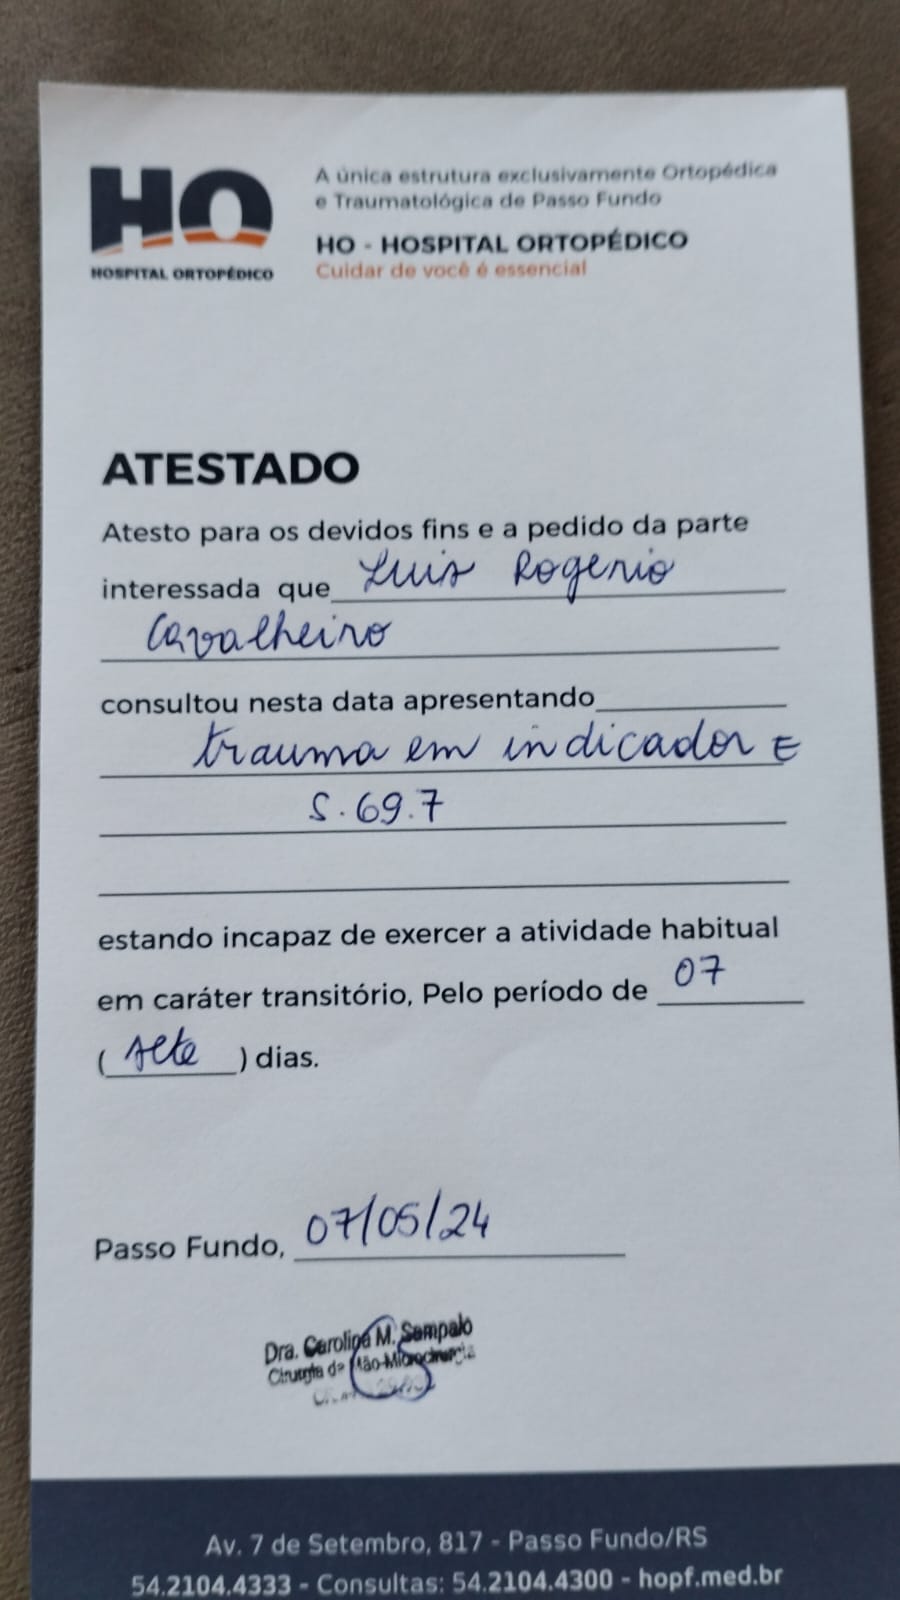 HO
HOSPITAL ORTOPÉDICO
A única estrutura exclusivamente Ortopédica
e Traumatológica de Passo Fundo
HO - HOSPITAL ORTOPÉDICO
Cuidar de você é essencial
ATESTADO
Atesto para os devidos fins e a pedido da parte
interessada que Luis Rogerio
Cavalheiro
consultou nesta data apresentando
trauma em indicador E
S.69.7
estando incapaz de exercer a atividade habitual
em caráter transitório, Pelo período de 07
(sete) dias.
Passo Fundo, 07/05/24
Dra. Carolina M. Sampaio
Cirurgia da Mão-Microcirurgia
Av. 7 de Setembro, 817 - Passo Fundo/RS
54.2104.4333 - Consultas: 54.2104.4300 - hopf.med.br